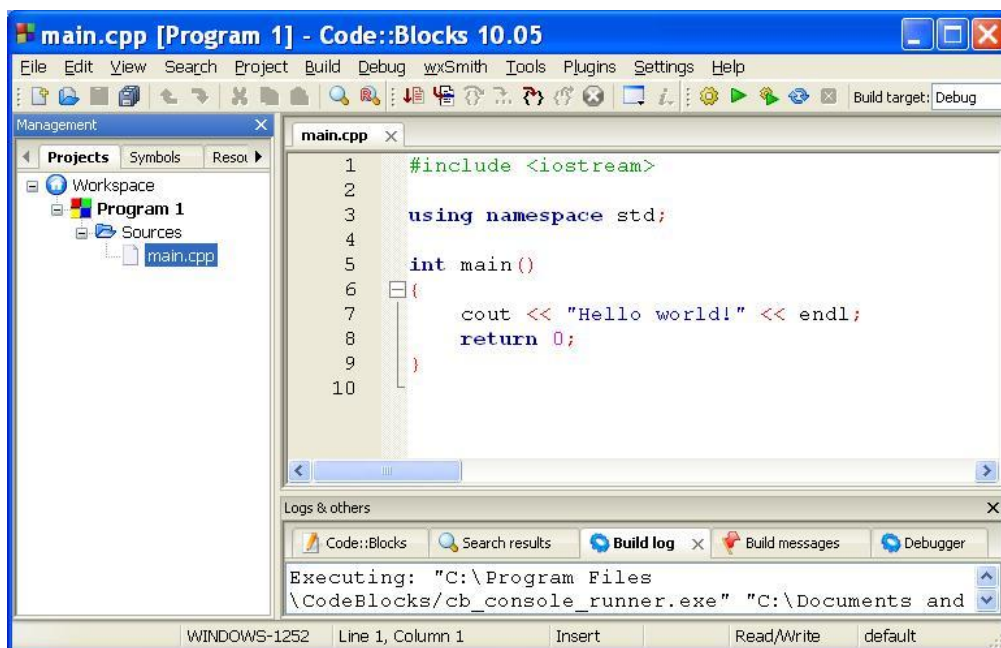 main.cpp [Program 1] - Code::Blocks 10.05
File Edit View Search Project Build Debug wxSmith Tools Plugins Settings Help
Build target: Debug
Management
Projects Symbols Resou
Workspace
Program 1
Sources
main.cpp
main.cpp
1 #include <iostream>
2
3 using namespace std;
4
5 int main()
6 {
7 cout << "Hello world!" << endl;
8 return 0;
9 }
10
Logs & others
Code::Blocks Search results Build log Build messages Debugger
Executing: "C:\Program Files
\CodeBlocks/cb_console_runner.exe" "C:\Documents and
WINDOWS-1252 Line 1, Column 1 Insert Read/Write default